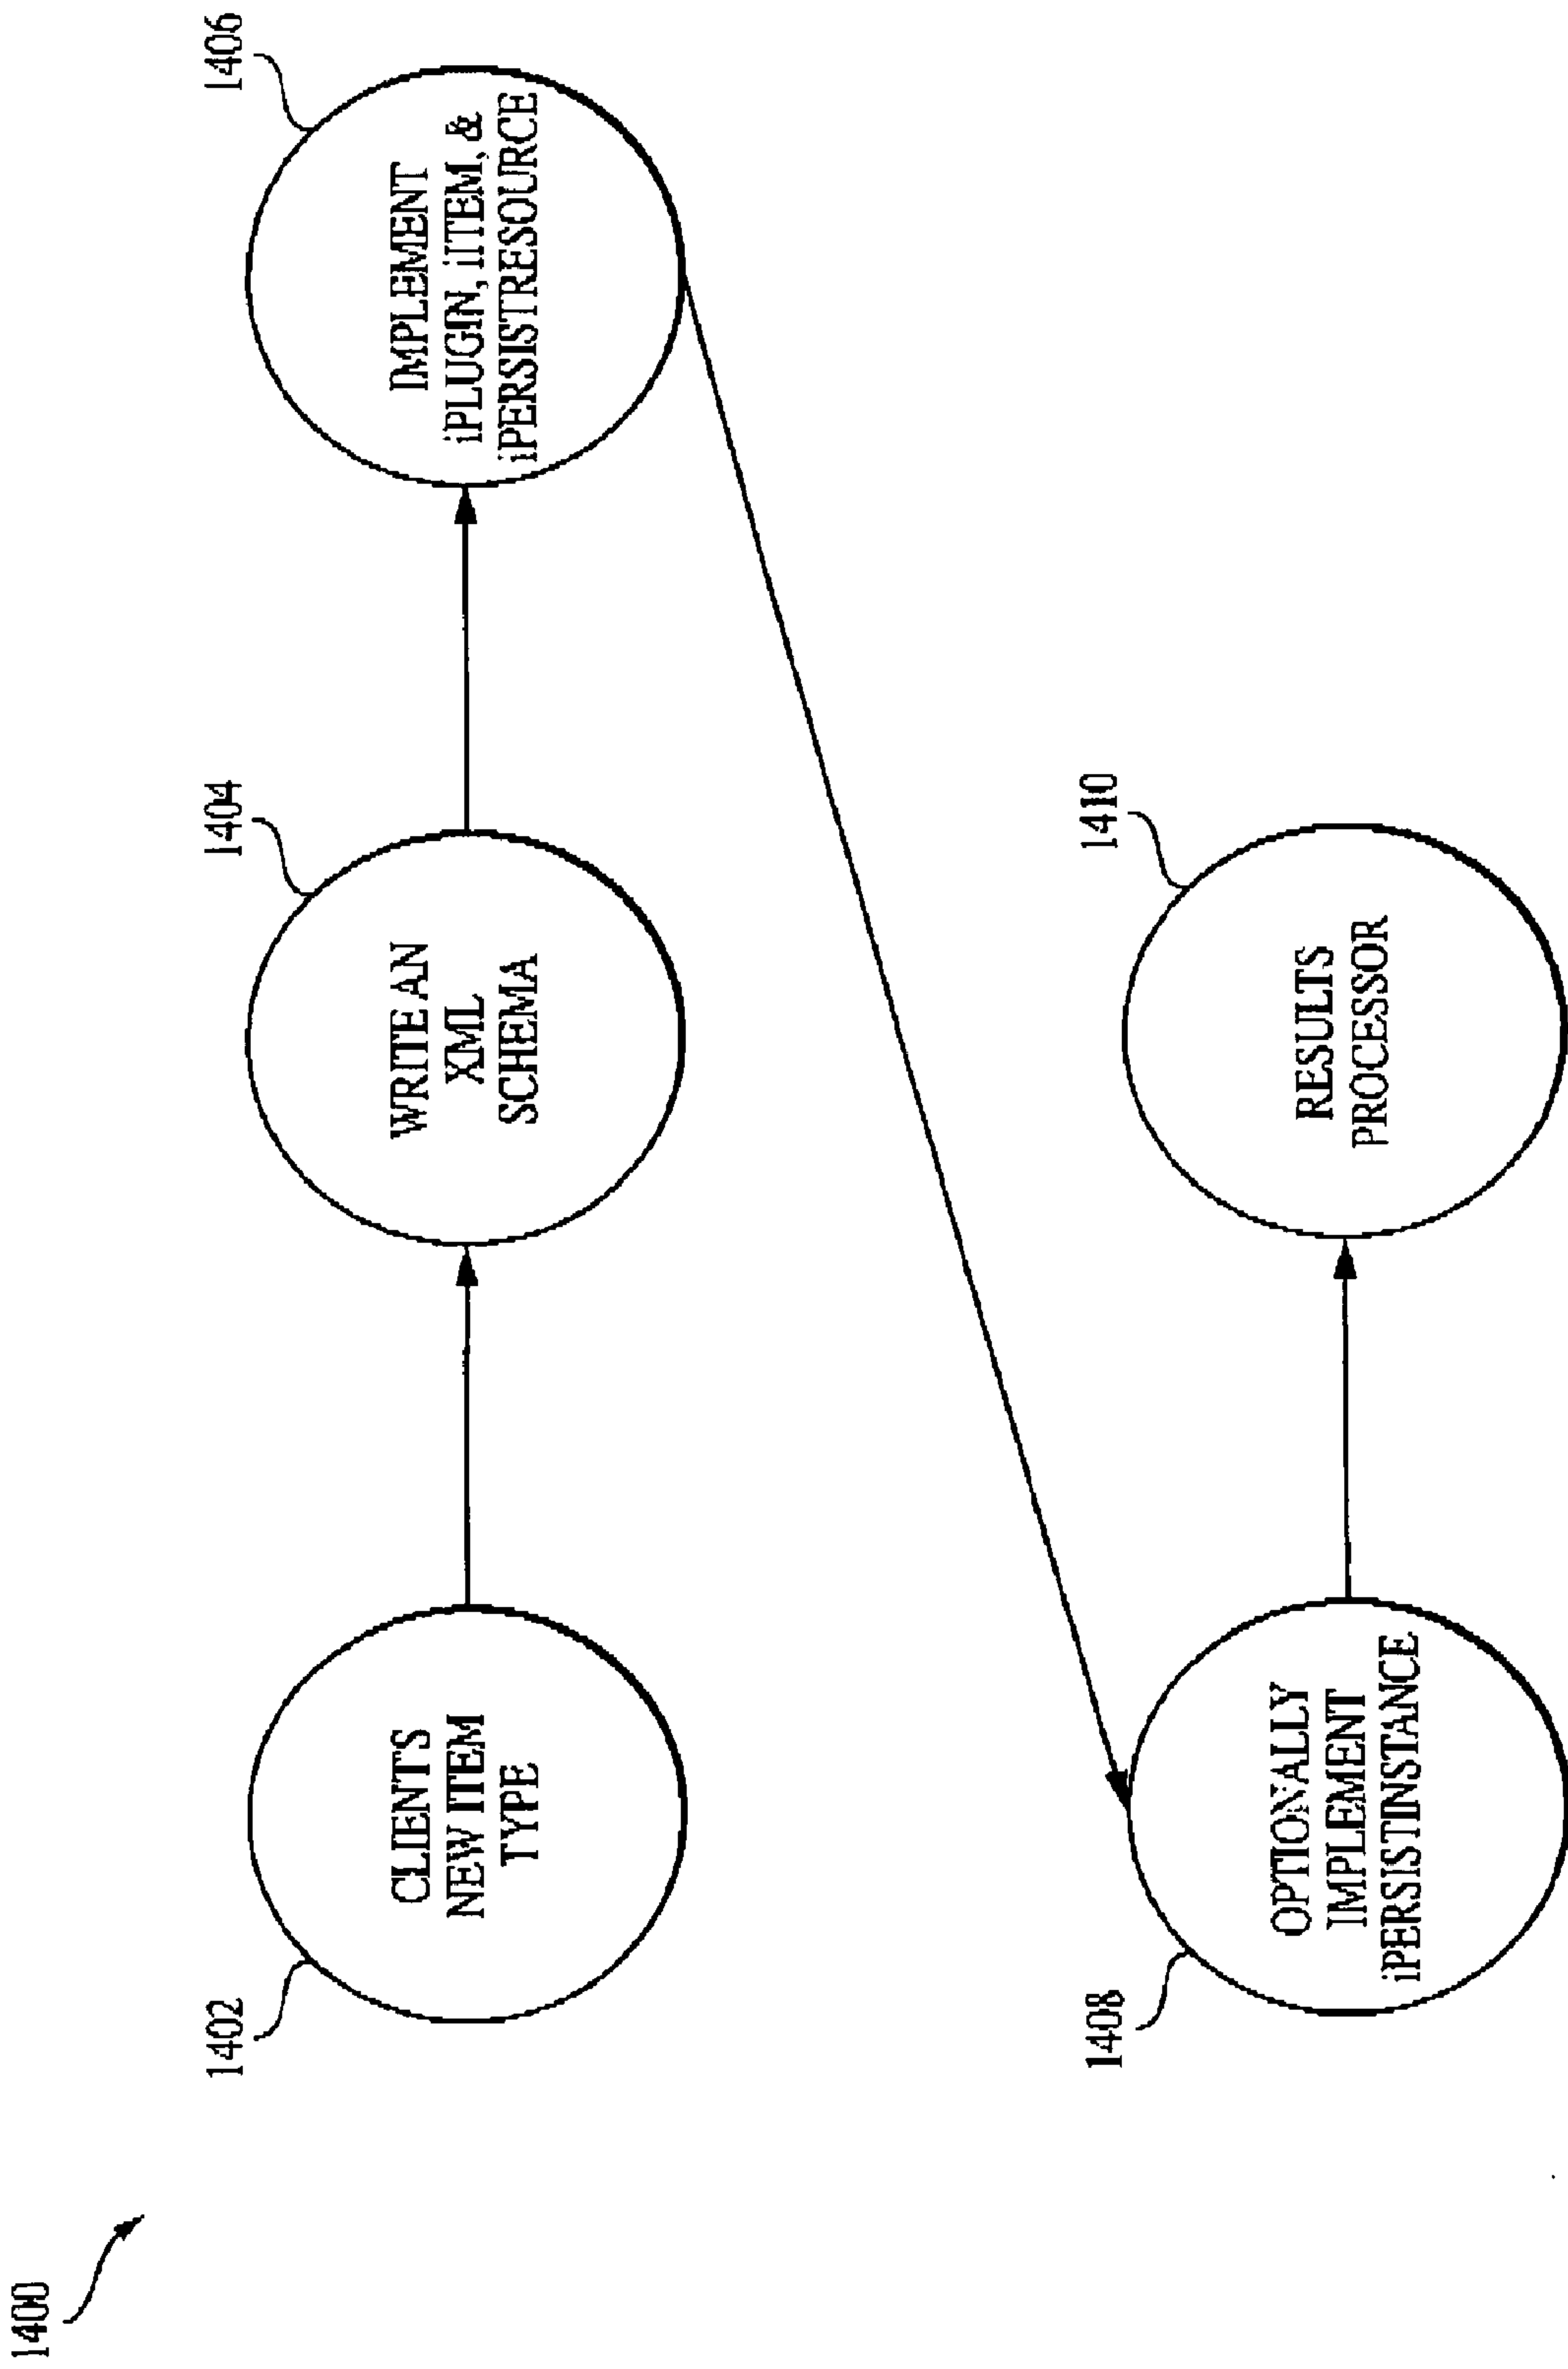 1400
1402
CLIENTS
NEW ITEM
TYPE
1404
WRITE AN
XML
SCHEMA
1406
IMPLEMENT
iPLUGIN, iITEM, &
iPERSISTRESOURCE
1408
OPTIONALLY
IMPLEMENT
iPERSISTINSTANCE
1410
RESULTS
PROCESSOR